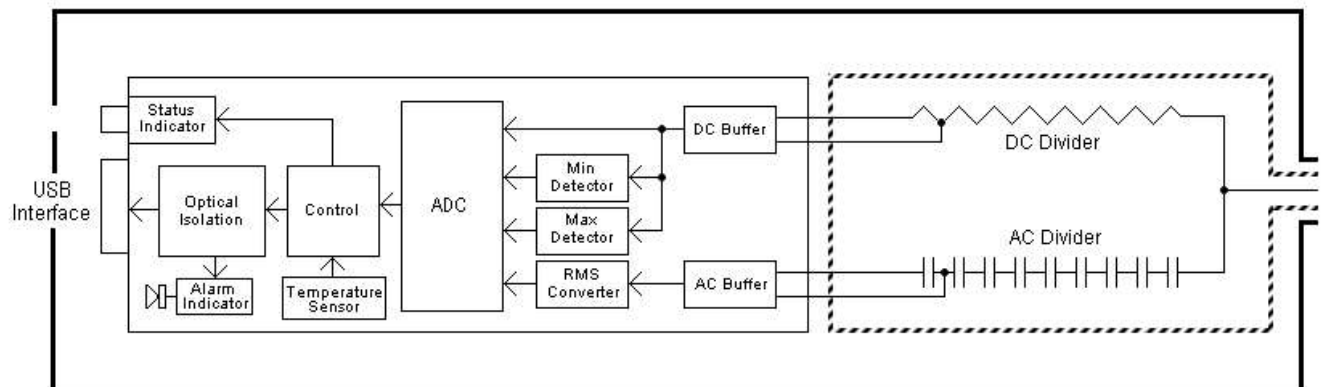 Status
Indicator
DC Buffer
DC Divider
Min
Detector
USB
Interface
Optical
Isolation
Control
ADC
Max
Detector
AC Divider
RMS
Converter
AC Buffer
Alarm
Indicator
Temperature
Sensor